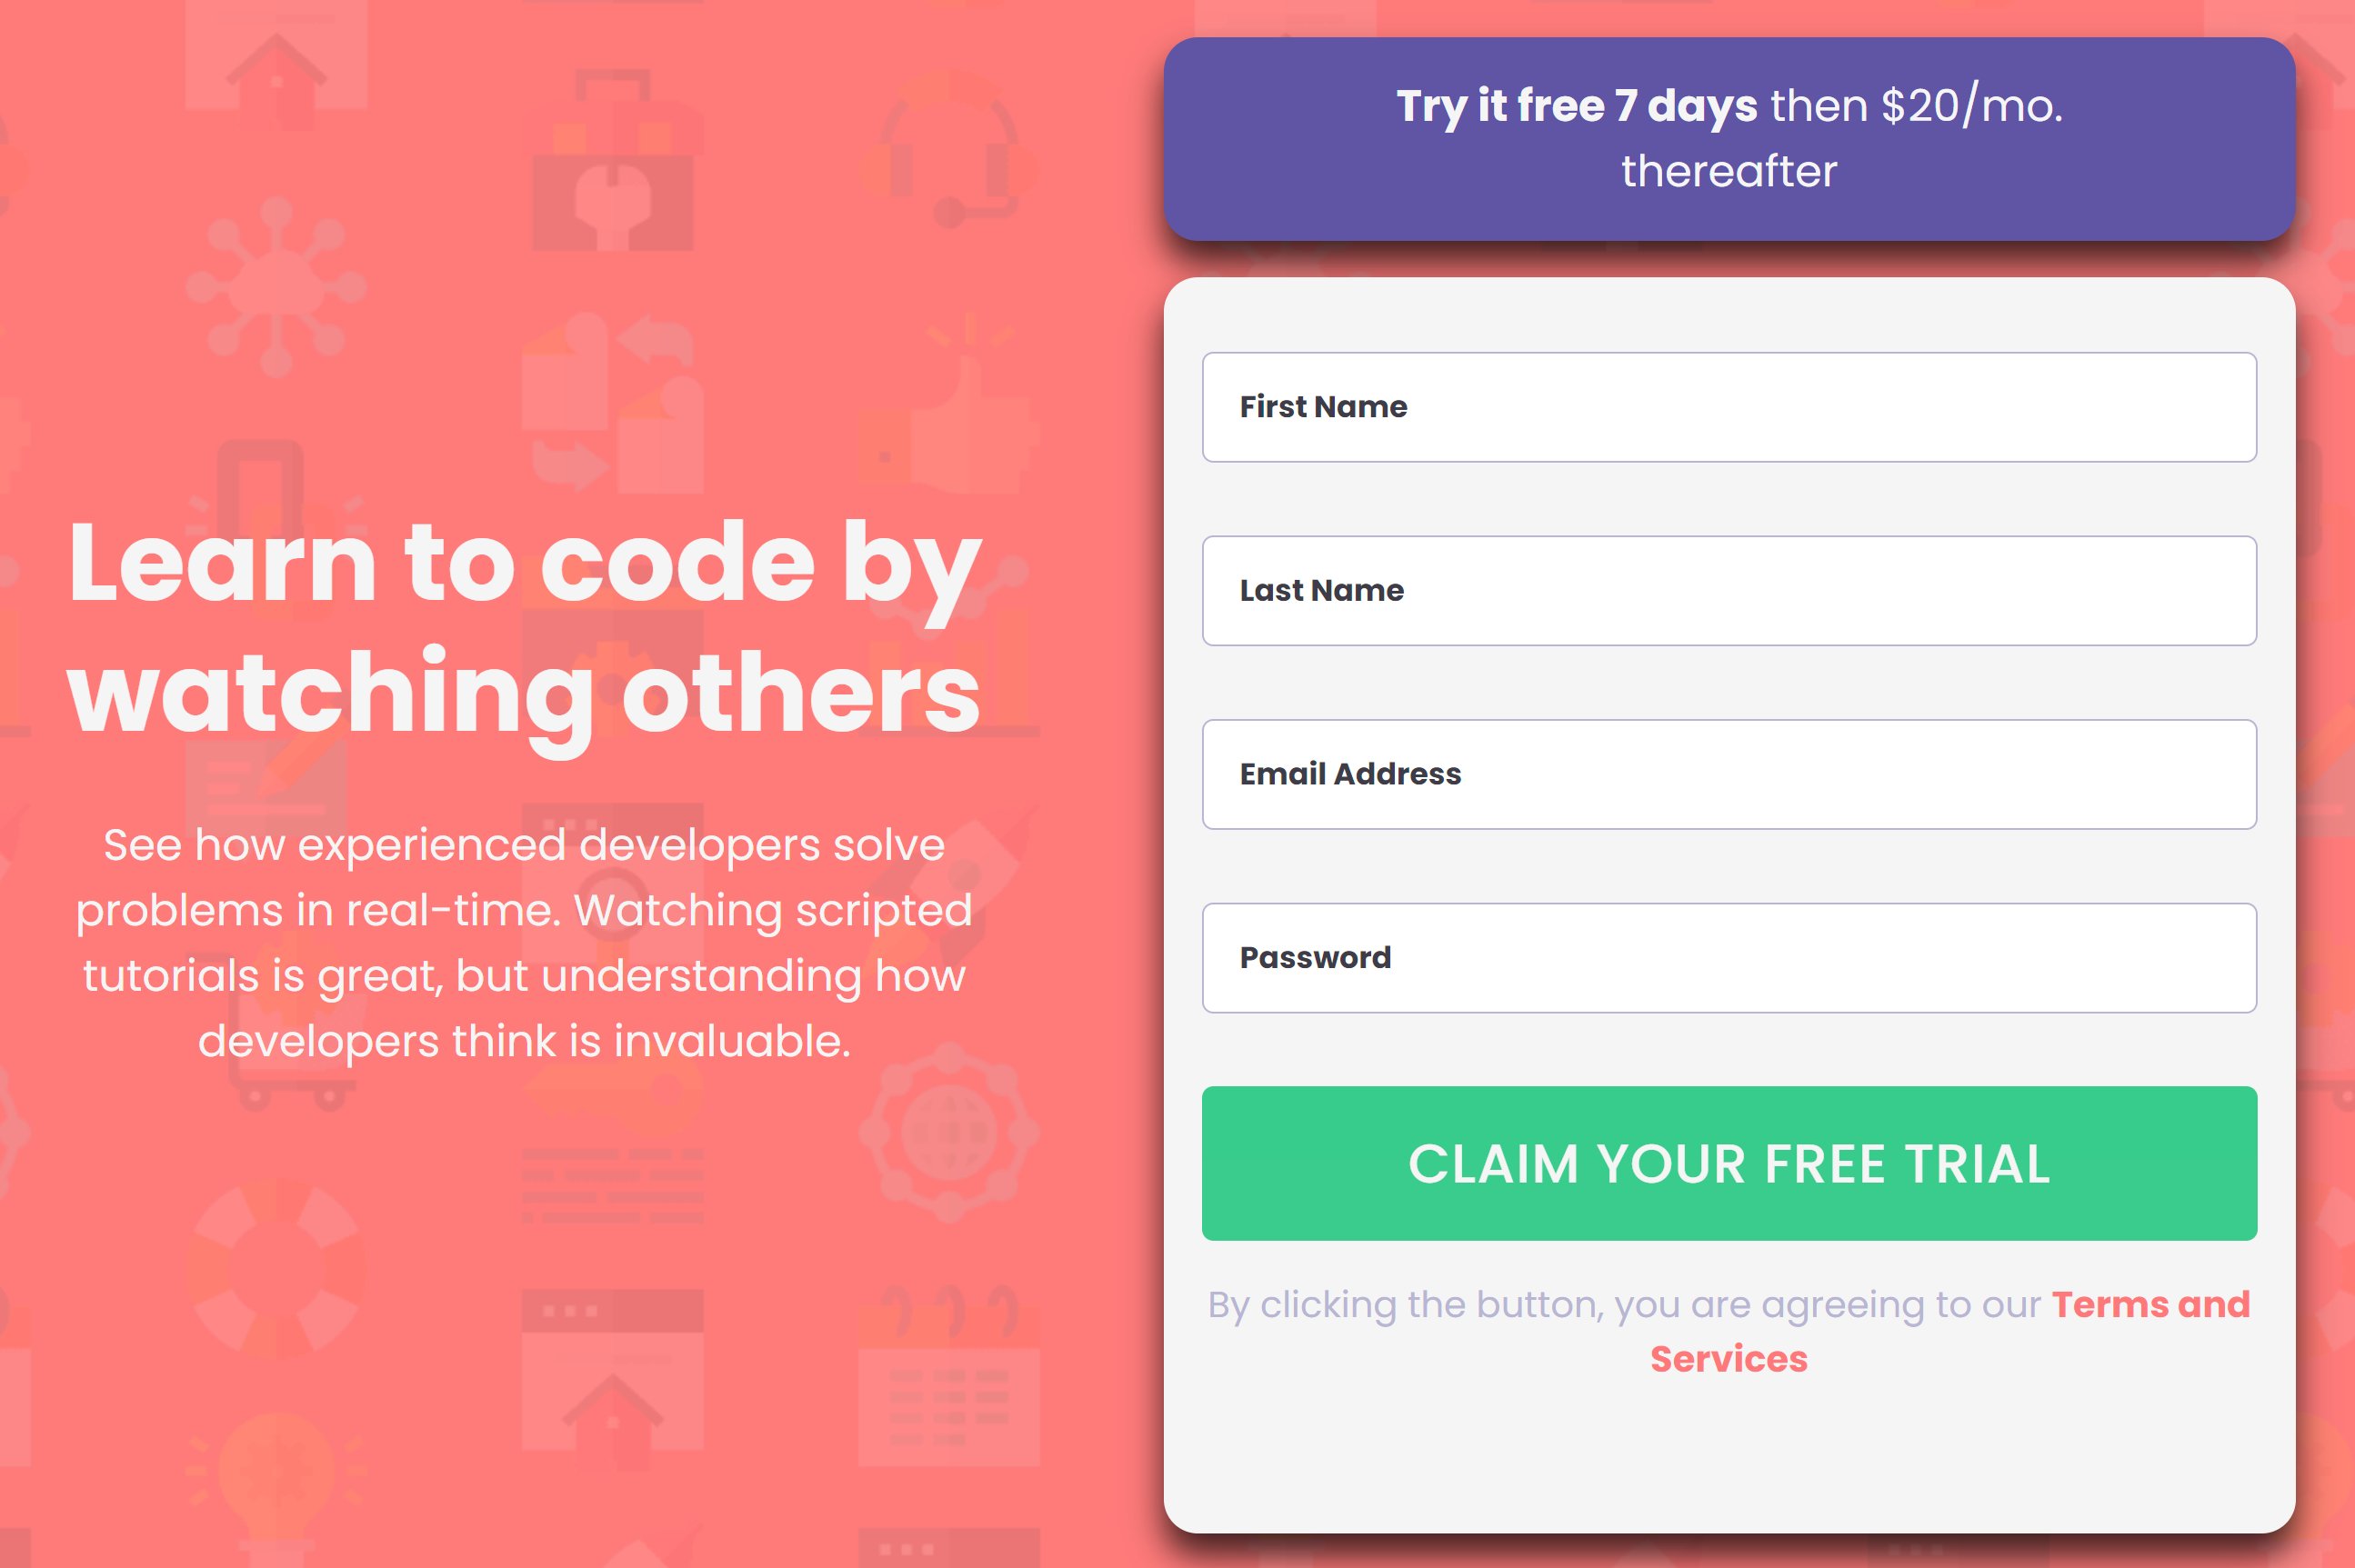 Learn to code by
watching others
See how experienced developers solve
problems in real-time. Watching scripted
tutorials is great, but understanding how
developers think is invaluable.
Try it free 7 days then $20/mo.
thereafter
First Name
Last Name
Email Address
Password
CLAIM YOUR FREE TRIAL
By clicking the button, you are agreeing to our Terms and
Services